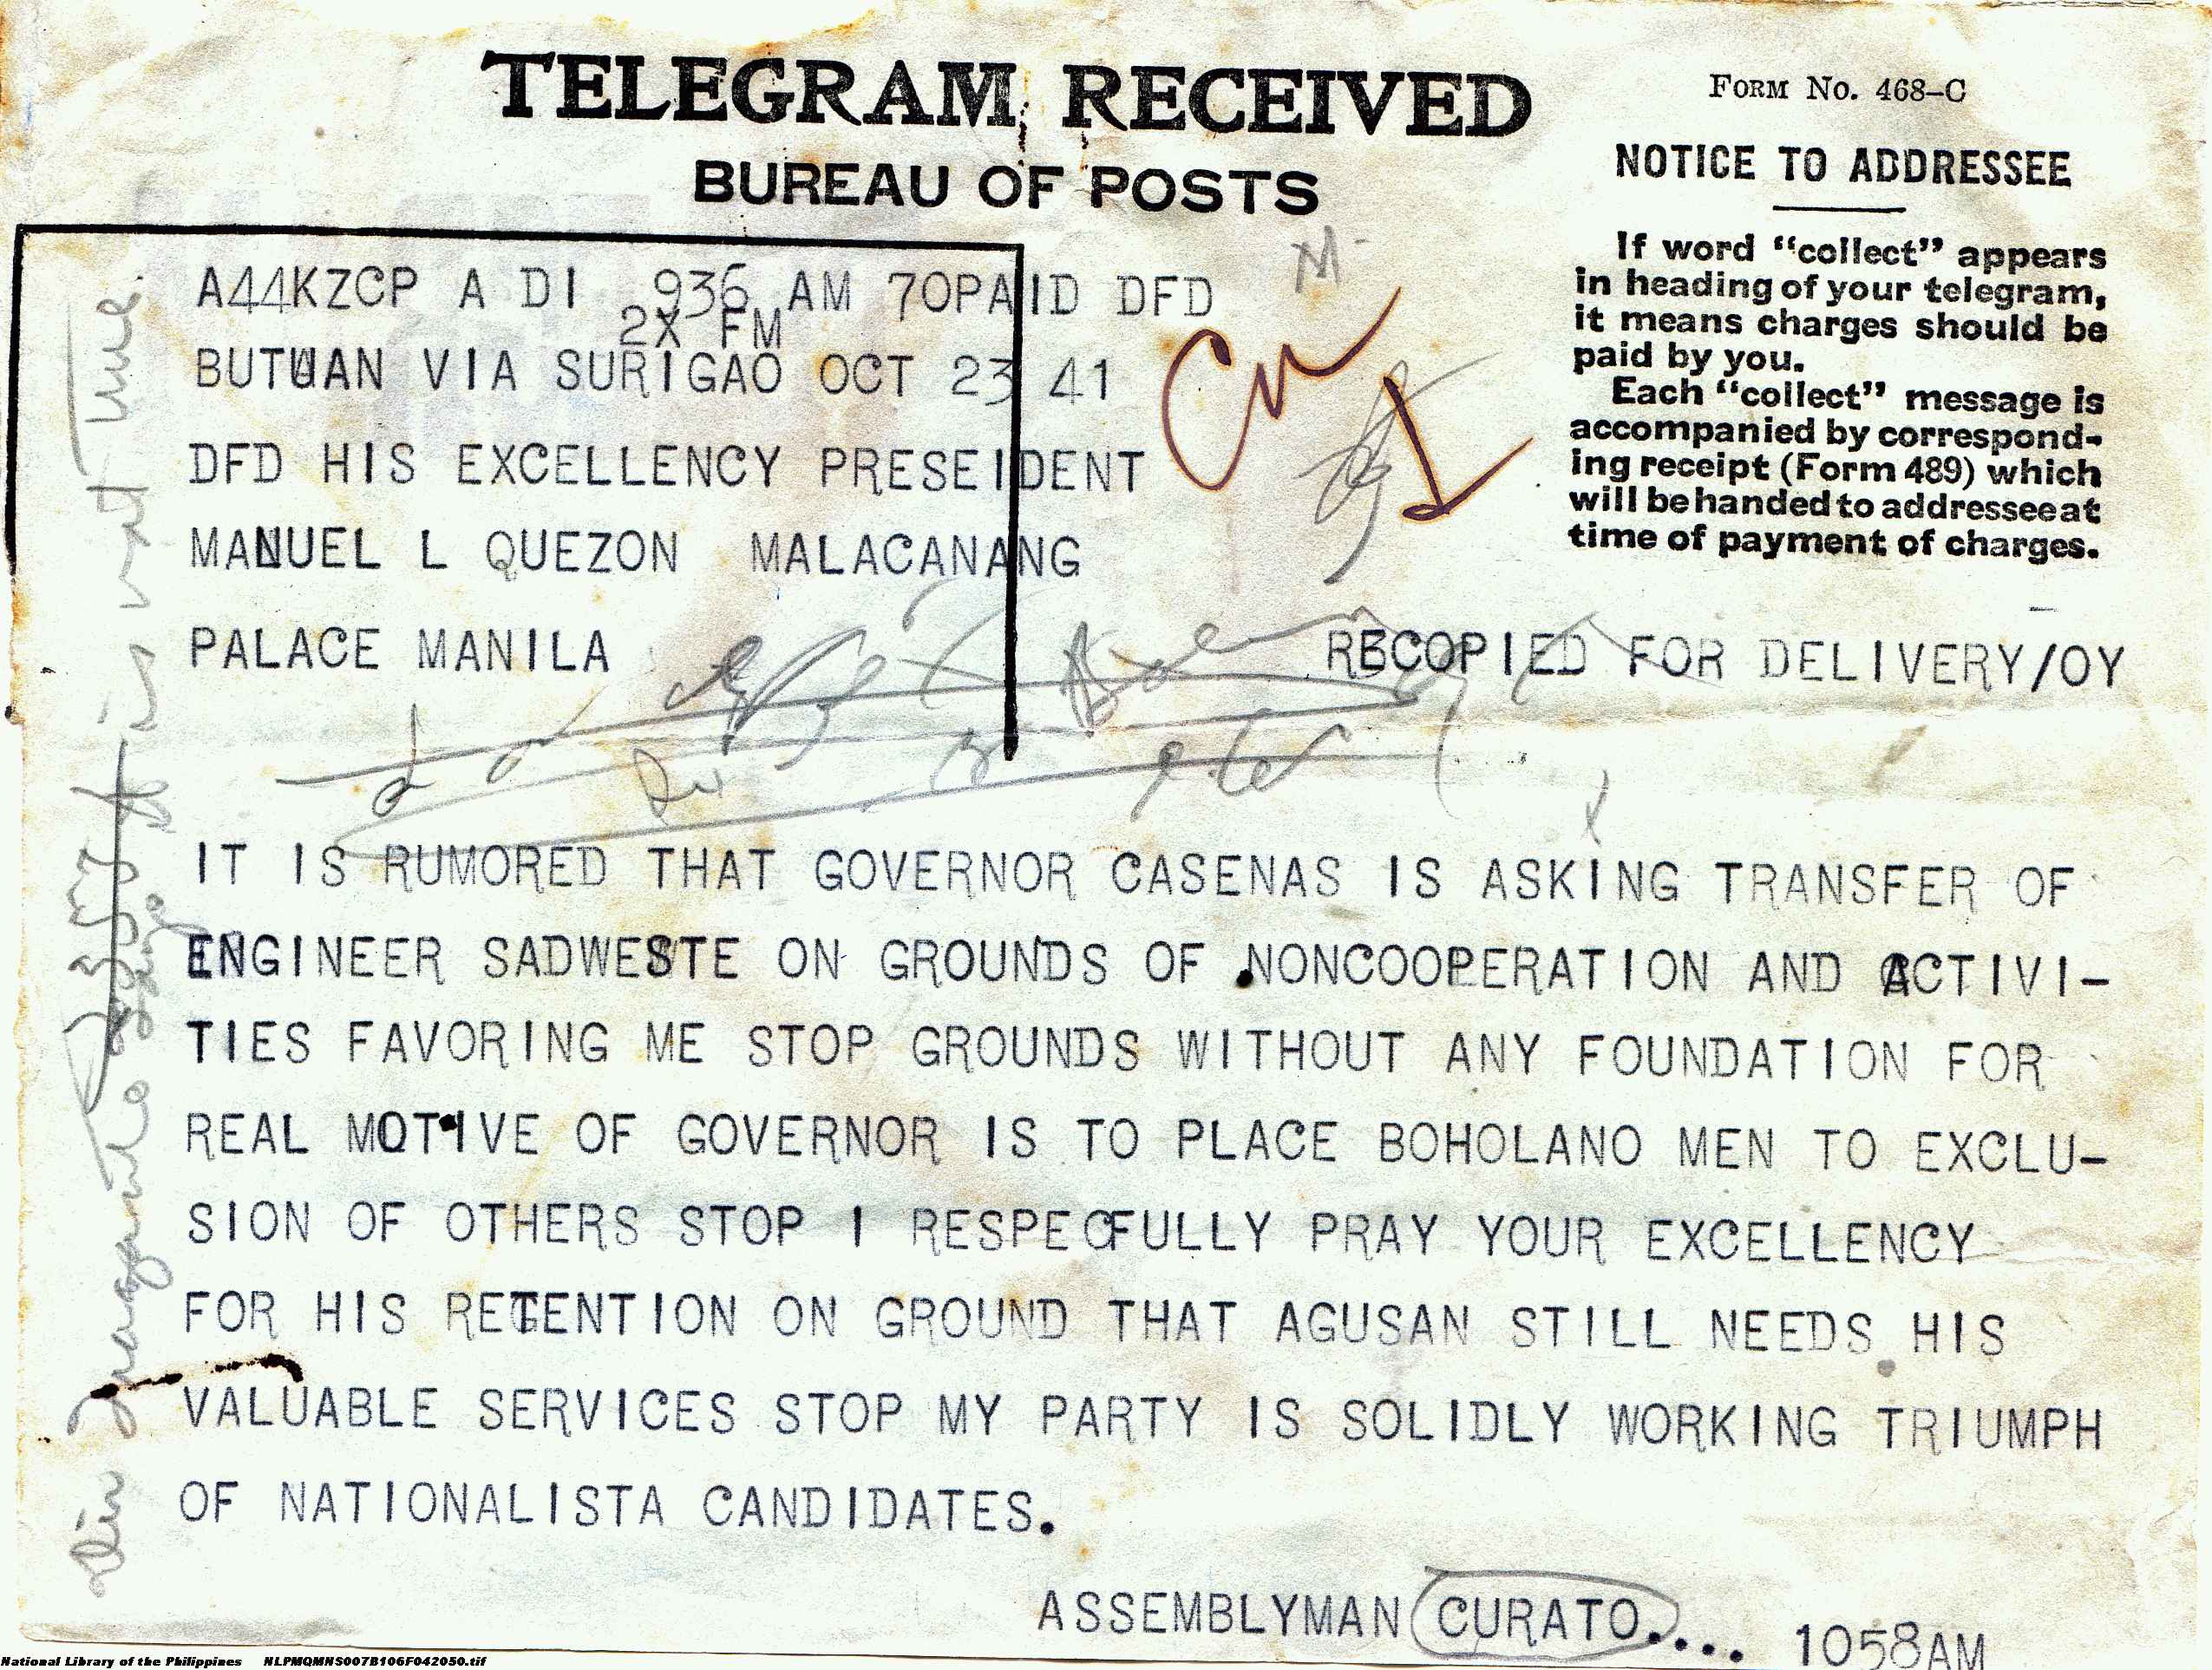 TELEGRAM RECEIVED
BUREAU OF POSTS
FORM No. 468-C
NOTICE TO ADDRESSEE
If word "collect" appears
in heading of your telegram,
it means charges should be
paid by you.
Each "collect" message is
accompanied by correspond-
ing receipt (Form 489) which
will be handed to addressee at
time of payment of charges.
A44KZCP A DI 936 AM 70PAID DFD
2X FM
BUTUAN VIA SURIGAO OCT 23 41
DFD HIS EXCELLENCY PRESEIDENT
MANUEL L QUEZON MALACANANG
PALACE MANILA
RECOPIED FOR DELIVERY/OY
IT IS RUMORED THAT GOVERNOR CASENAS IS ASKING TRANSFER OF
ENGINEER SADWESTE ON GROUNDS OF NONCOOPERATION AND ACTIVI-
TIES FAVORING ME STOP GROUNDS WITHOUT ANY FOUNDATION FOR
REAL MOTIVE OF GOVERNOR IS TO PLACE BOHOLANO MEN TO EXCLU-
SION OF OTHERS STOP I RESPECFULLY PRAY YOUR EXCELLENCY
FOR HIS RETENTION ON GROUND THAT AGUSAN STILL NEEDS HIS
VALUABLE SERVICES STOP MY PARTY IS SOLIDLY WORKING TRIUMPH
OF NATIONALISTA CANDIDATES.
ASSEMBLYMAN CURATO.... 1058AM
National Library of the Philippines NLPMQMNS007B106F042050.tif